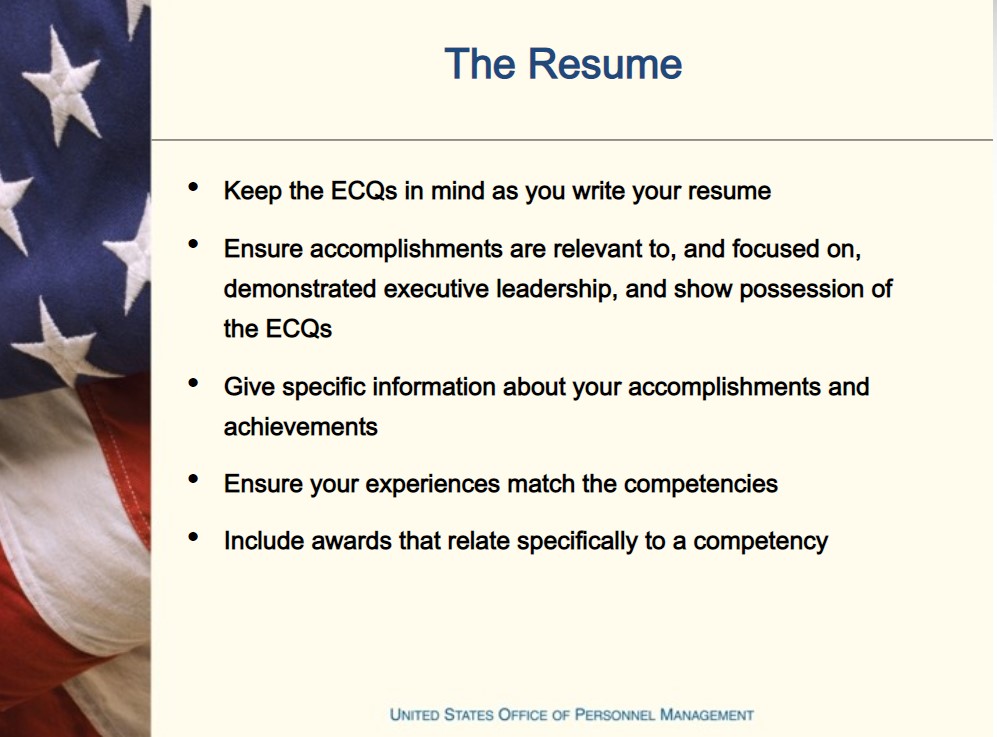 The Resume
• Keep the ECQs in mind as you write your resume
• Ensure accomplishments are relevant to, and focused on,
demonstrated executive leadership, and show possession of
the ECQs
• Give specific information about your accomplishments and
achievements
• Ensure your experiences match the competencies
• Include awards that relate specifically to a competency
UNITED STATES OFFICE OF PERSONNEL MANAGEMENT